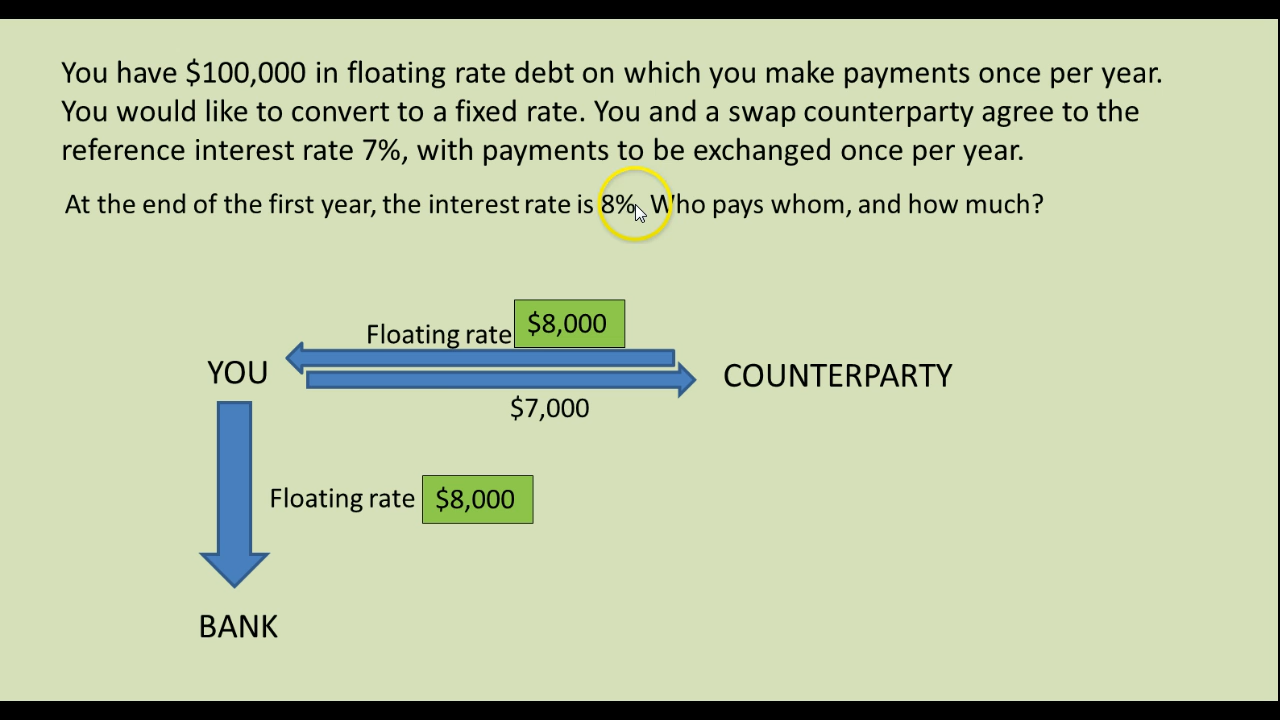 You have $100,000 in floating rate debt on which you make payments once per year.
You would like to convert to a fixed rate. You and a swap counterparty agree to the
reference interest rate 7%, with payments to be exchanged once per year.
At the end of the first year, the interest rate is 8%. Who pays whom, and how much?
Floating rate $8,000
YOU
COUNTERPARTY
$7,000
Floating rate $8,000
BANK